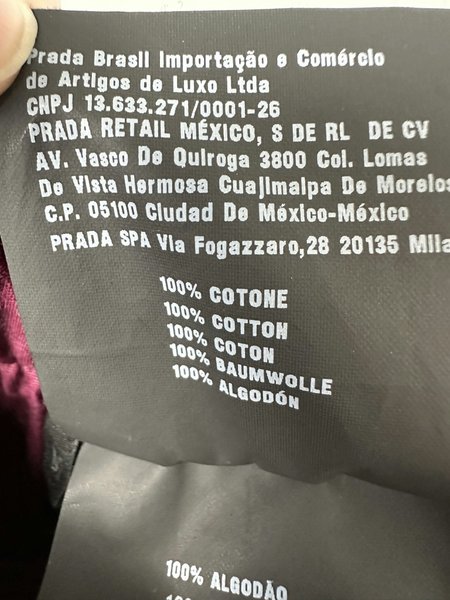 Prada Brasil Importação e Comércio
de Artigos de Luxo Ltda
CNPJ 13.633.271/0001-26
PRADA RETAIL MÉXICO, S DE RL DE CV
AV. Vasco De Quiroga 3800 Col. Lomas
De Vista Hermosa Cuajimalpa De Morelos
C.P. 05100 Ciudad De México-México
PRADA SPA Via Fogazzaro,28 20135 Mila
100% COTONE
100% COTTON
100% COTON
100% BAUMWOLLE
100% ALGODÓN
100% ALGODÃO